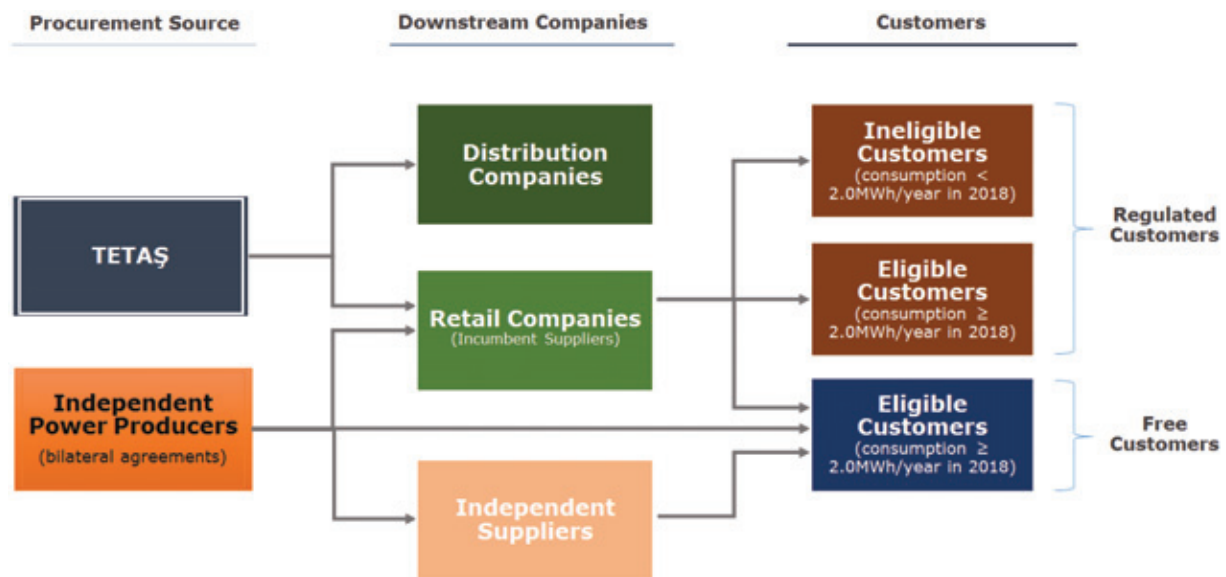 Procurement Source
Downstream Companies
Customers
TETAŞ
Independent
Power Producers
(bilateral agreements)
Distribution
Companies
Retail Companies
(Incumbent Suppliers)
Independent
Suppliers
Ineligible
Customers
(consumption <
2.0MWh/year in 2018)
Eligible
Customers
(consumption ≥
2.0MWh/year in 2018)
Eligible
Customers
(consumption ≥
2.0MWh/year in 2018)
Regulated
Customers
Free
Customers